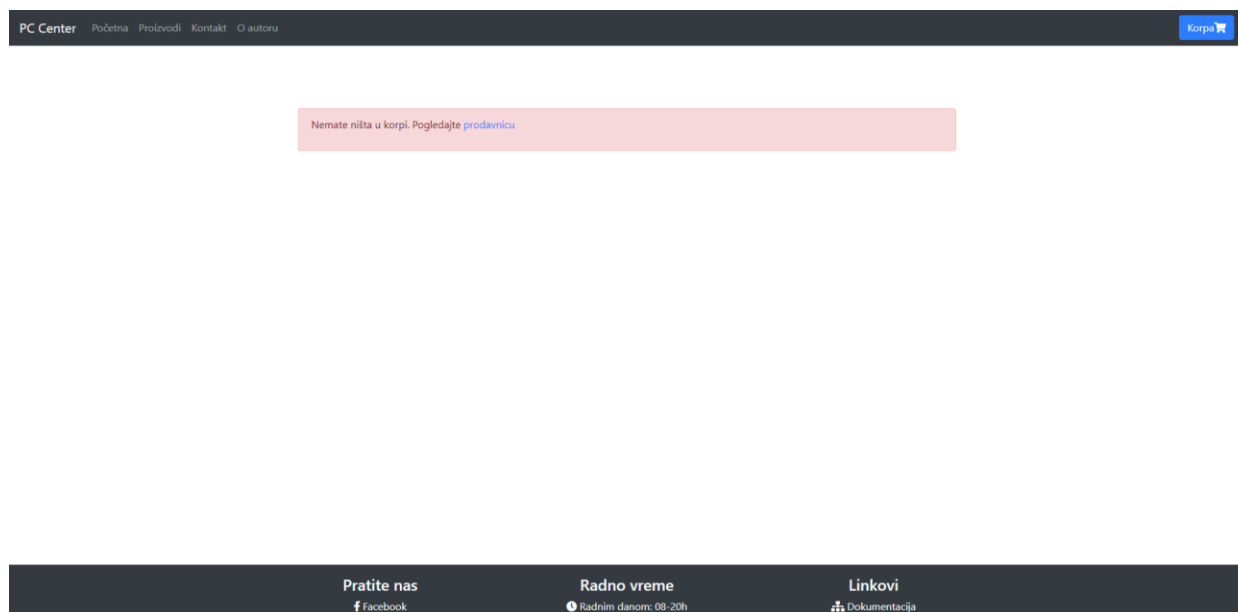 PC Center Početna Proizvodi Kontakt O autoru Korpa
Nemate ništa u korpi. Pogledajte prodavnicu
Pratite nas Radno vreme Linkovi
Facebook Radnim danom: 08-20h Dokumentacija